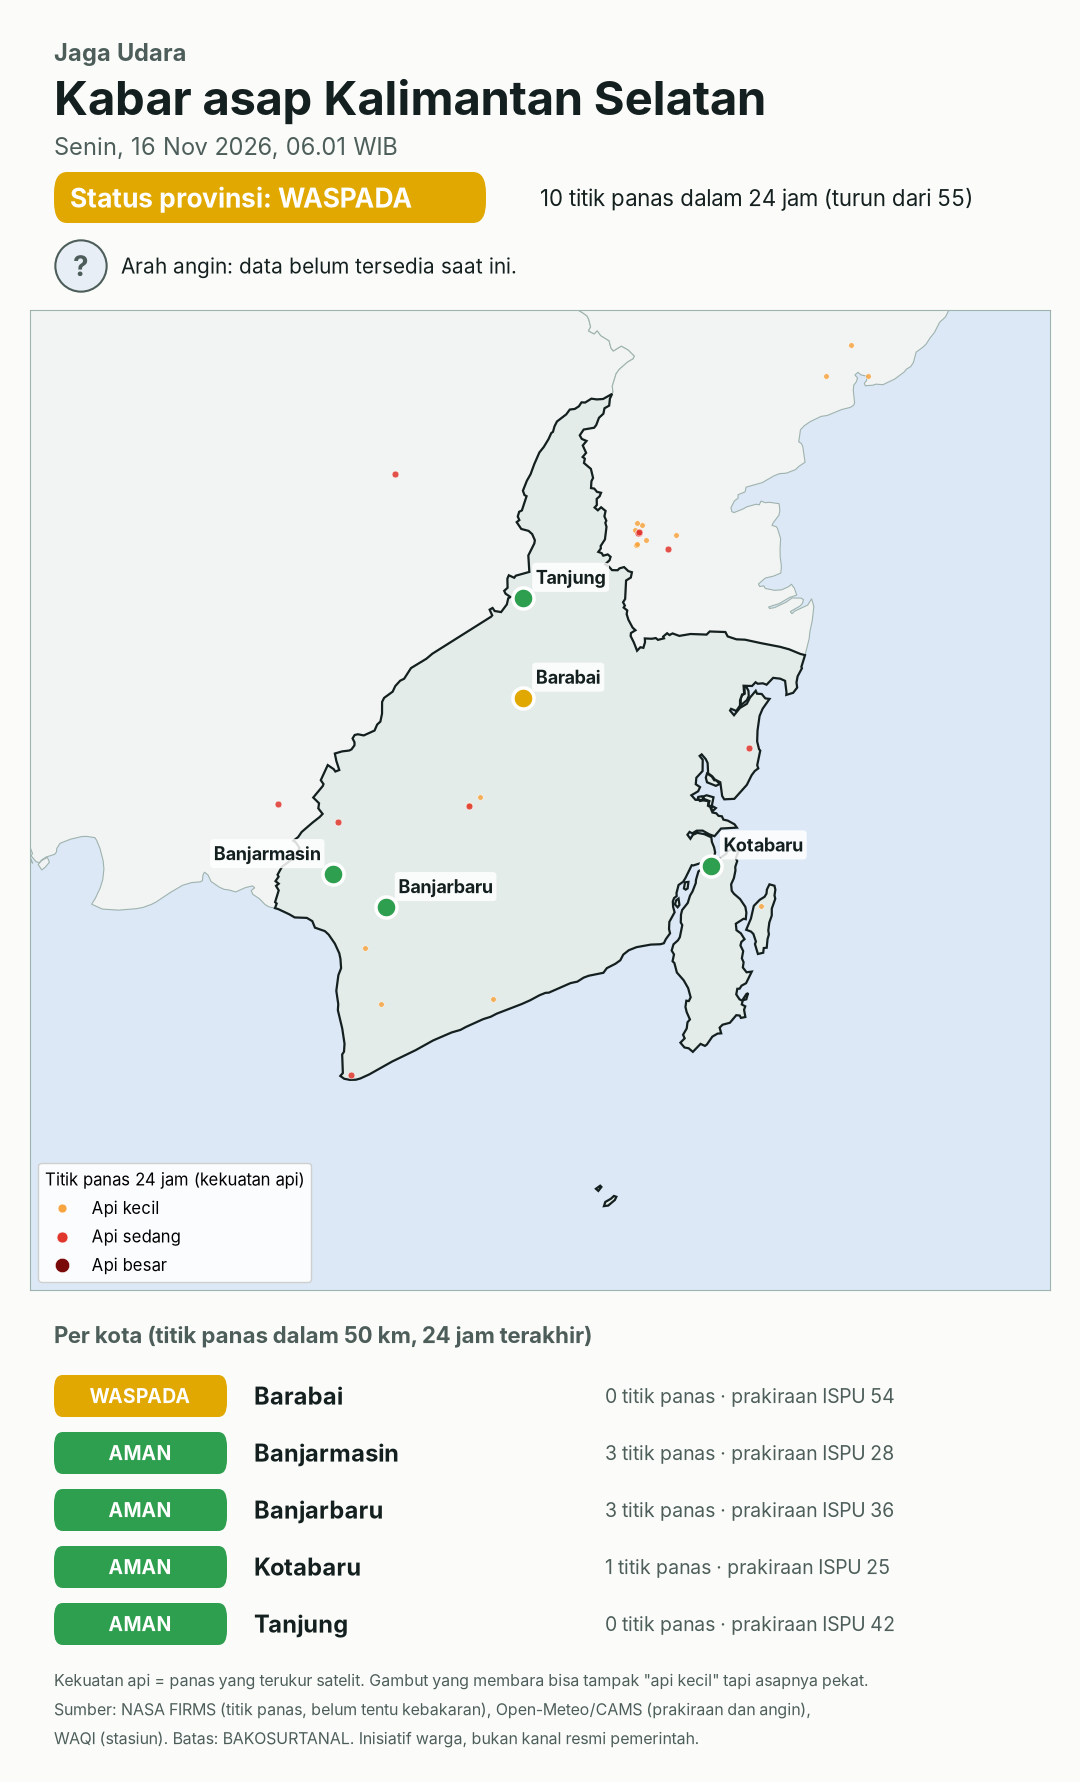 Jaga Udara
Kabar asap Kalimantan Selatan
Senin, 16 Nov 2026, 06.01 WIB
Status provinsi: WASPADA
10 titik panas dalam 24 jam (turun dari 55)
?
Arah angin: data belum tersedia saat ini.
Tanjung
Barabai
Banjarmasin
Kotabaru
Banjarbaru
Titik panas 24 jam (kekuatan api)
Api kecil
Api sedang
Api besar
Per kota (titik panas dalam 50 km, 24 jam terakhir)
WASPADA Barabai 0 titik panas · prakiraan ISPU 54
AMAN Banjarmasin 3 titik panas · prakiraan ISPU 28
AMAN Banjarbaru 3 titik panas · prakiraan ISPU 36
AMAN Kotabaru 1 titik panas · prakiraan ISPU 25
AMAN Tanjung 0 titik panas · prakiraan ISPU 42
Kekuatan api = panas yang terukur satelit. Gambut yang membara bisa tampak "api kecil" tapi asapnya pekat.
Sumber: NASA FIRMS (titik panas, belum tentu kebakaran), Open-Meteo/CAMS (prakiraan dan angin),
WAQI (stasiun). Batas: BAKOSURTANAL. Inisiatif warga, bukan kanal resmi pemerintah.